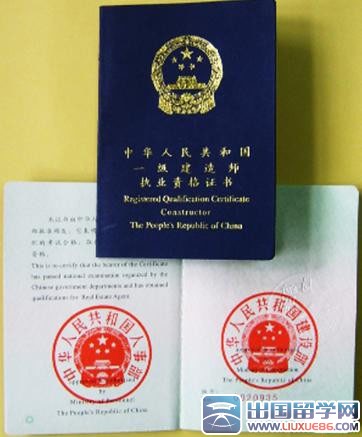 中华人民共和国
一级建造师
执业资格证书
Registered Qualification Certificate
Constructor
The People's Republic of China
This is to certify that the bearer of the Certificate
has passed national examination organized by the
Chinese government departments and has obtained
qualifications for Real Estate Agent.
中华人民共和国人事部
Ministry of Personnel
The People's Republic of China
中华人民共和国建设部
The People's Republic of China
出国留学网
WWW.LIUXUE86.COM